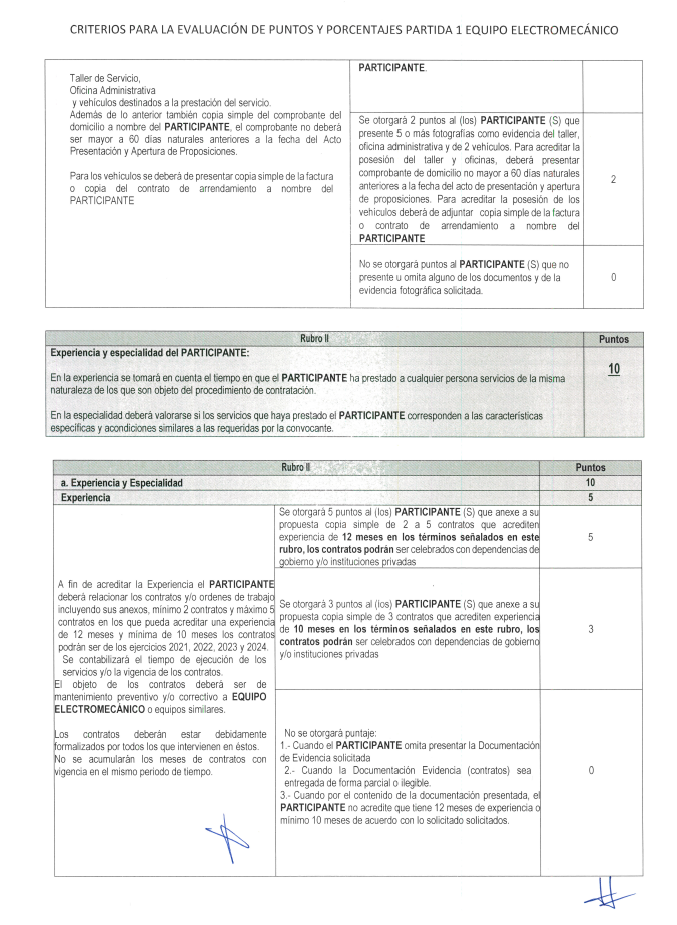 CRITERIOS PARA LA EVALUACIÓN DE PUNTOS Y PORCENTAJES PARTIDA 1 EQUIPO ELECTROMECÁNICO
Taller de Servicio,
Oficina Administrativa
y vehículos destinados a la prestación del servicio.
Además de lo anterior también copia simple del comprobante del
domicilio a nombre del PARTICIPANTE, el comprobante no deberá
ser mayor a 60 días naturales anteriores a la fecha del Acto
Presentación y Apertura de Proposiciones.
Para los vehículos se deberá de presentar copia simple de la factura
o copia del contrato de arrendamiento a nombre del
PARTICIPANTE
PARTICIPANTE.
Se otorgará 2 puntos al (los) PARTICIPANTE (S) que
presente 5 o más fotografías como evidencia del taller,
oficina administrativa y de 2 vehículos. Para acreditar la
posesión del taller y oficinas, deberá presentar
comprobante de domicilio no mayor a 60 días naturales
anteriores a la fecha del acto de presentación y apertura
de proposiciones. Para acreditar la posesión de los
vehículos deberá de adjuntar copia simple de la factura
o contrato de arrendamiento a nombre del
PARTICIPANTE
2
No se otorgará puntos al PARTICIPANTE (S) que no
presente u omita alguno de los documentos y de la
evidencia fotográfica solicitada.
0
Rubro II
Puntos
Experiencia y especialidad del PARTICIPANTE:
10
En la experiencia se tomará en cuenta el tiempo en que el PARTICIPANTE ha prestado a cualquier persona servicios de la misma
naturaleza de los que son objeto del procedimiento de contratación.
En la especialidad deberá valorarse si los servicios que haya prestado el PARTICIPANTE corresponden a las características
específicas y acondiciones similares a las requeridas por la convocante.
Rubro II
Puntos
a. Experiencia y Especialidad
10
Experiencia
5
A fin de acreditar la Experiencia el PARTICIPANTE
deberá relacionar los contratos y/o ordenes de trabajo
incluyendo sus anexos, mínimo 2 contratos y máximo 5
contratos en los que pueda acreditar una experiencia
de 12 meses y mínima de 10 meses los contratos
podrán ser de los ejercicios 2021, 2022, 2023 y 2024.
Se contabilizará el tiempo de ejecución de los
servicios y/o la vigencia de los contratos.
El objeto de los contratos deberá ser de
mantenimiento preventivo y/o correctivo a EQUIPO
ELECTROMECÁNICO o equipos similares.
Los contratos deberán estar debidamente
formalizados por todos los que intervienen en éstos.
No se acumularán los meses de contratos con
vigencia en el mismo periodo de tiempo.
Se otorgará 5 puntos al (los) PARTICIPANTE (S) que anexe a su
propuesta copia simple de 2 a 5 contratos que acrediten
experiencia de 12 meses en los términos señalados en este
rubro, los contratos podrán ser celebrados con dependencias de
gobierno y/o instituciones privadas
5
Se otorgará 3 puntos al (los) PARTICIPANTE (S) que anexe a su
propuesta copia simple de 3 contratos que acrediten experiencia
de 10 meses en los términos señalados en este rubro, los
contratos podrán ser celebrados con dependencias de gobierno
y/o instituciones privadas
3
No se otorgará puntaje:
1.- Cuando el PARTICIPANTE omita presentar la Documentación
de Evidencia solicitada
2.- Cuando la Documentación Evidencia (contratos) sea
entregada de forma parcial o ilegible.
3.- Cuando por el contenido de la documentación presentada, el
PARTICIPANTE no acredite que tiene 12 meses de experiencia o
mínimo 10 meses de acuerdo con lo solicitado solicitados.
0